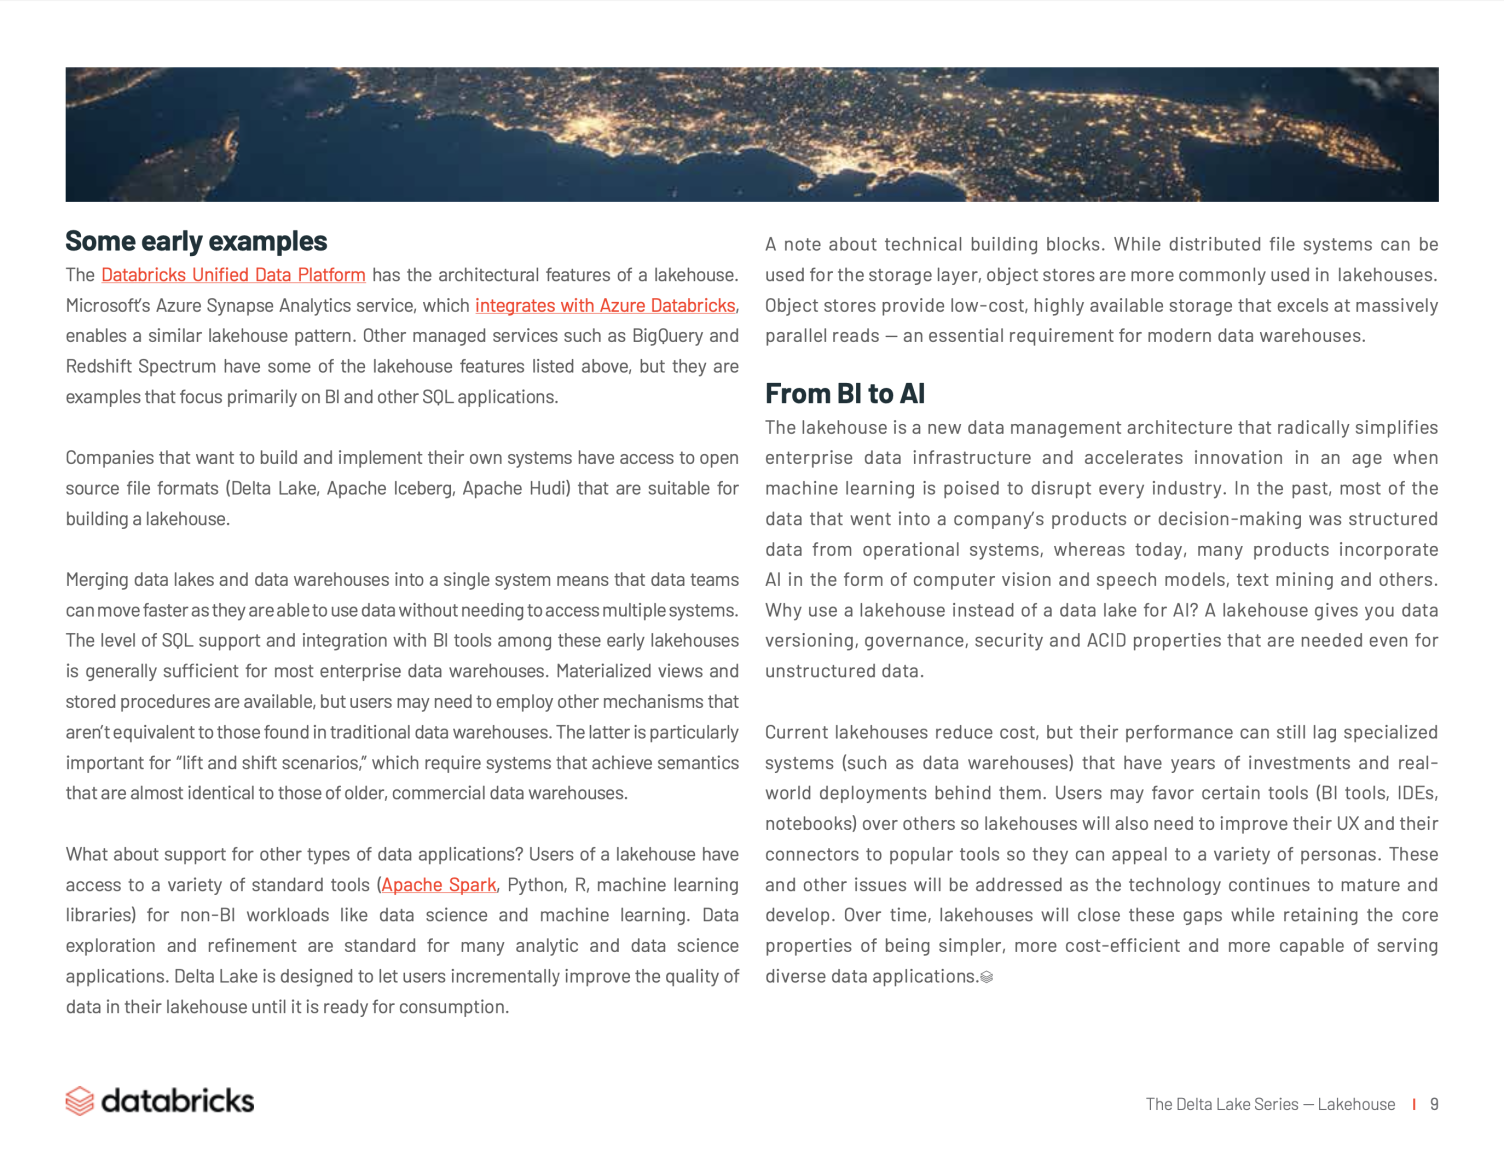 Some early examples
The Databricks Unified Data Platform has the architectural features of a lakehouse.
Microsoft's Azure Synapse Analytics service, which integrates with Azure Databricks,
enables a similar lakehouse pattern. Other managed services such as BigQuery and
Redshift Spectrum have some of the lakehouse features listed above, but they are
examples that focus primarily on BI and other SQL applications.
Companies that want to build and implement their own systems have access to open
source file formats (Delta Lake, Apache Iceberg, Apache Hudi) that are suitable for
building a lakehouse.
Merging data lakes and data warehouses into a single system means that data teams
can move faster as they are able to use data without needing to access multiple systems.
The level of SQL support and integration with BI tools among these early lakehouses
is generally sufficient for most enterprise data warehouses. Materialized views and
stored procedures are available, but users may need to employ other mechanisms that
aren't equivalent to those found in traditional data warehouses. The latter is particularly
important for “lift and shift scenarios,” which require systems that achieve semantics
that are almost identical to those of older, commercial data warehouses.
What about support for other types of data applications? Users of a lakehouse have
access to a variety of standard tools (Apache Spark, Python, R, machine learning
libraries) for non-BI workloads like data science and machine learning. Data
exploration and refinement are standard for many analytic and data science
applications. Delta Lake is designed to let users incrementally improve the quality of
data in their lakehouse until it is ready for consumption.
A note about technical building blocks. While distributed file systems can be
used for the storage layer, object stores are more commonly used in lakehouses.
Object stores provide low-cost, highly available storage that excels at massively
parallel reads — an essential requirement for modern data warehouses.
From BI to AI
The lakehouse is a new data management architecture that radically simplifies
enterprise data infrastructure and accelerates innovation in an age when
machine learning is poised to disrupt every industry. In the past, most of the
data that went into a company's products or decision-making was structured
data from operational systems, whereas today, many products incorporate
AI in the form of computer vision and speech models, text mining and others.
Why use a lakehouse instead of a data lake for AI? A lakehouse gives you data
versioning, governance, security and ACID properties that are needed even for
unstructured data.
Current lakehouses reduce cost, but their performance can still lag specialized
systems (such as data warehouses) that have years of investments and real-
world deployments behind them. Users may favor certain tools (BI tools, IDEs,
notebooks) over others so lakehouses will also need to improve their UX and their
connectors to popular tools so they can appeal to a variety of personas. These
and other issues will be addressed as the technology continues to mature and
develop. Over time, lakehouses will close these gaps while retaining the core
properties of being simpler, more cost-efficient and more capable of serving
diverse data applications.
databricks
The Delta Lake Series — Lakehouse | 9